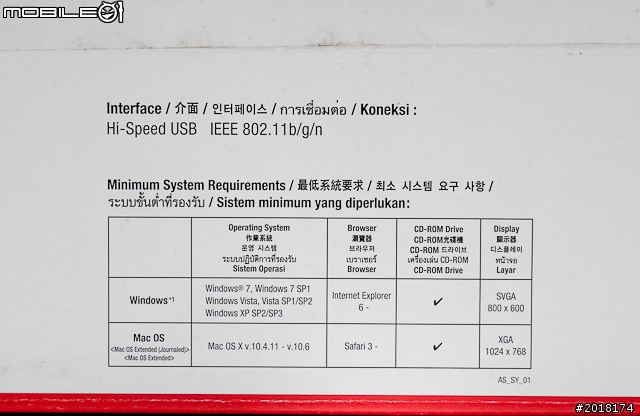 MOBILE01
Interface / 介面 / 인터페이스 / การเชื่อมต่อ / Koneksi :
Hi-Speed USB IEEE 802.11b/g/n
Minimum System Requirements / 最低系統要求 / 최소 시스템 요구 사항 /
ระบบขั้นต่ำที่รองรับ / Sistem minimum yang diperlukan:
Operating System
作業系統
운영 시스템
ระบบปฏิบัติการที่รองรับ
Sistem Operasi
Browser
瀏覽器
브라우저
เบราเซอร์
Browser
CD-ROM Drive
CD-ROM光碟機
CD-ROM 드라이브
เครื่องเล่น CD-ROM
CD-ROM Drive
Display
顯示器
디스플레이
หน้าจอ
Layar
Windows*1
Windows® 7, Windows 7 SP1
Windows Vista, Vista SP1/SP2
Windows XP SP2/SP3
Internet Explorer
6 -
✓
SVGA
800 x 600
Mac OS
<Mac OS Extended (Journaled)>
<Mac OS Extended>
Mac OS X v.10.4.11 - v.10.6
Safari 3 -
✓
XGA
1024 x 768
AS_SY_01
#2018174